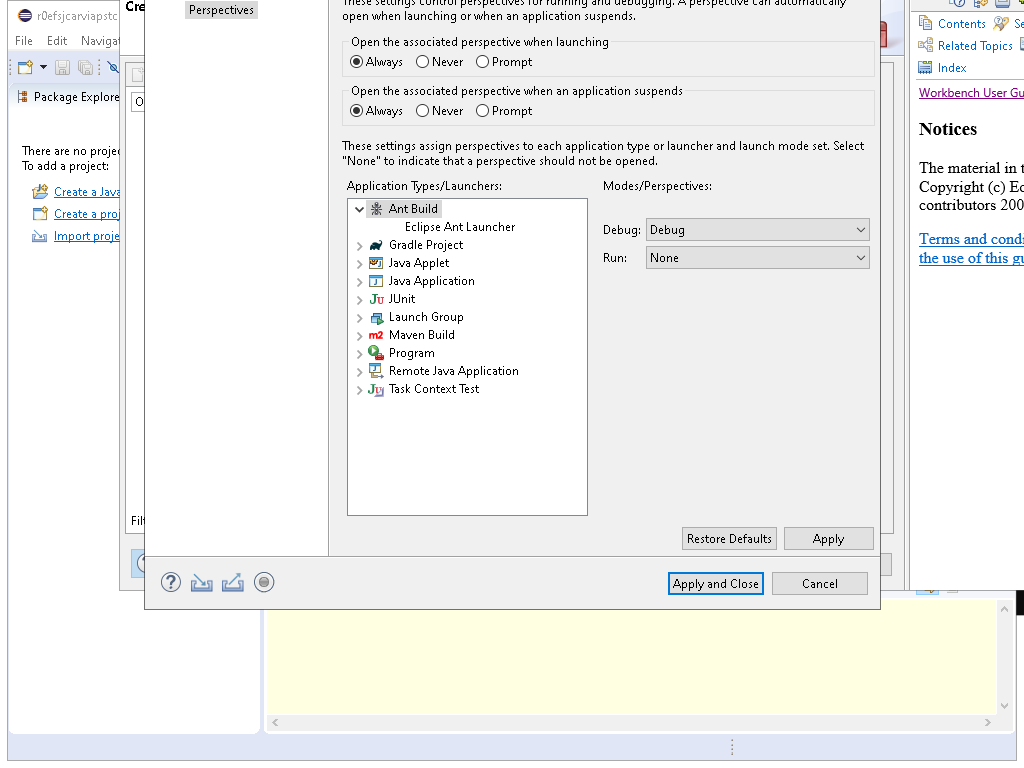 r0efsjcarviapstc
Cre
Perspectives
These settings control perspectives for running and debugging. A perspective can automatically
open when launching or when an application suspends.
File Edit Navigat
Open the associated perspective when launching
Always Never Prompt
Package Explore
Open the associated perspective when an application suspends
Always Never Prompt
These settings assign perspectives to each application type or launcher and launch mode set. Select
"None" to indicate that a perspective should not be opened.
There are no projec
To add a project:
Create a Java
Create a proj
Import proje
Application Types/Launchers:
Modes/Perspectives:
Ant Build
Eclipse Ant Launcher
Gradle Project
Java Applet
Java Application
JUnit
Launch Group
Maven Build
Program
Remote Java Application
Task Context Test
Debug: Debug
Run: None
Restore Defaults Apply
Apply and Close Cancel
Contents Se
Related Topics
Index
Workbench User Gu
Notices
The material in t
Copyright (c) Ec
contributors 200
Terms and condi
the use of this gu
Filt